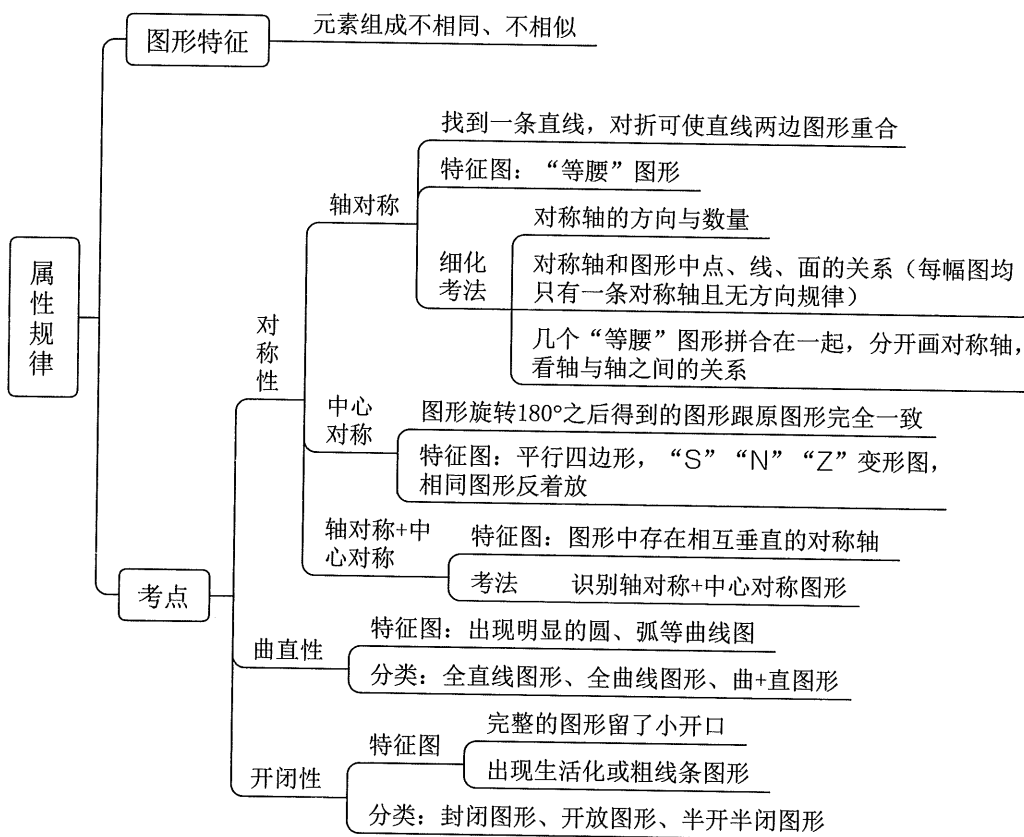 图形特征
元素组成不相同、不相似
属性规律
考点
对称性
轴对称
找到一条直线，对折可使直线两边图形重合
特征图：“等腰”图形
细化
考法
对称轴的方向与数量
对称轴和图形中点、线、面的关系（每幅图均
只有一条对称轴且无方向规律）
几个“等腰”图形拼合在一起，分开画对称轴，
看轴与轴之间的关系
中心
对称
图形旋转180°之后得到的图形跟原图形完全一致
特征图：平行四边形，“S”“N”“Z”变形图，
相同图形反着放
轴对称+中
心对称
特征图：图形中存在相互垂直的对称轴
考法 识别轴对称+中心对称图形
曲直性
特征图：出现明显的圆、弧等曲线图
分类：全直线图形、全曲线图形、曲+直图形
开闭性
特征图
完整的图形留了小开口
出现生活化或粗线条图形
分类：封闭图形、开放图形、半开半闭图形